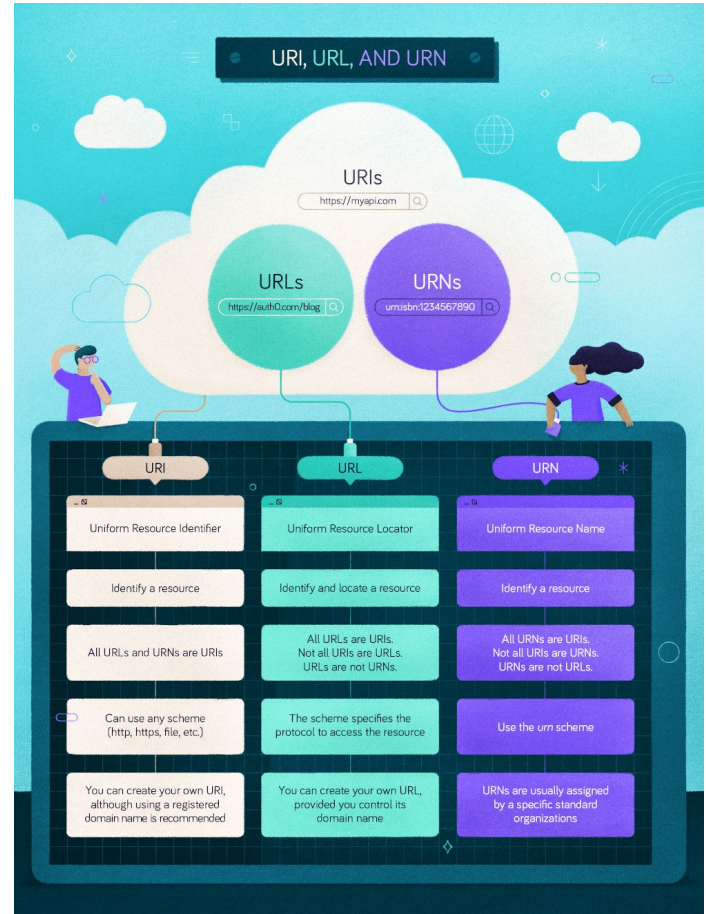 URI, URL, AND URN
URIs
https://myapi.com
URLs
https://auth0.com/blog
URNs
urn:isbn:1234567890
URI
URL
URN
Uniform Resource Identifier
Uniform Resource Locator
Uniform Resource Name
Identify a resource
Identify and locate a resource
Identify a resource
All URLs and URNs are URIs
All URLs are URIs.
Not all URIs are URLs.
URLs are not URNs.
All URNs are URIs.
Not all URIs are URNs.
URNs are not URLs.
Can use any scheme
(http, https, file, etc.)
The scheme specifies the
protocol to access the resource
Use the urn scheme
You can create your own URI,
although using a registered
domain name is recommended
You can create your own URL,
provided you control its
domain name
URNs are usually assigned
by a specific standard
organizations